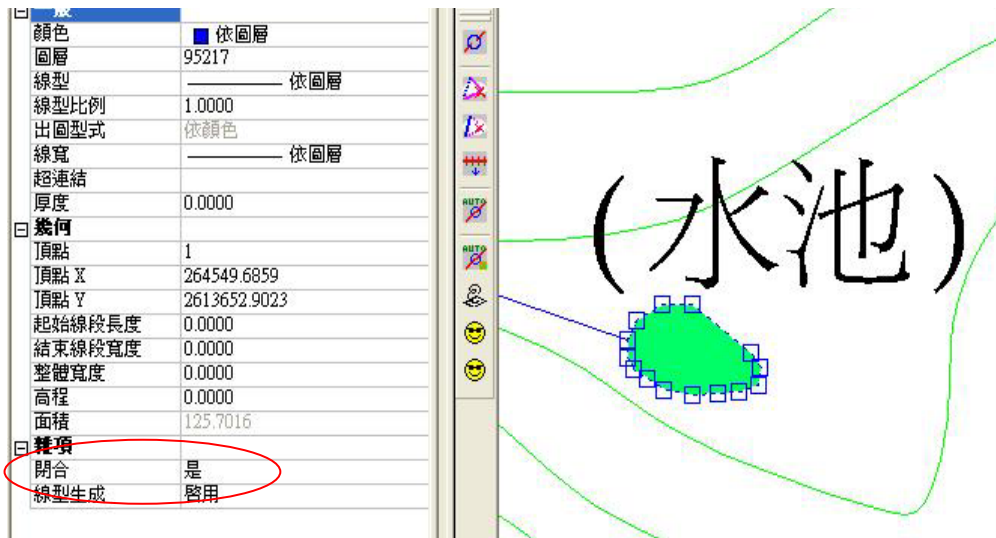 一般
顏色 依圖層
圖層 95217
線型 依圖層
線型比例 1.0000
出圖型式 依顏色
線寬 依圖層
超連結
厚度 0.0000
幾何
頂點 1
頂點 X 264549.6859
頂點 Y 2613652.9023
起始線段長度 0.0000
結束線段寬度 0.0000
整體寬度 0.0000
高程 0.0000
面積 125.7016
雜項
閉合 是
線型生成 啓用
AUTO
AUTO
(水池)